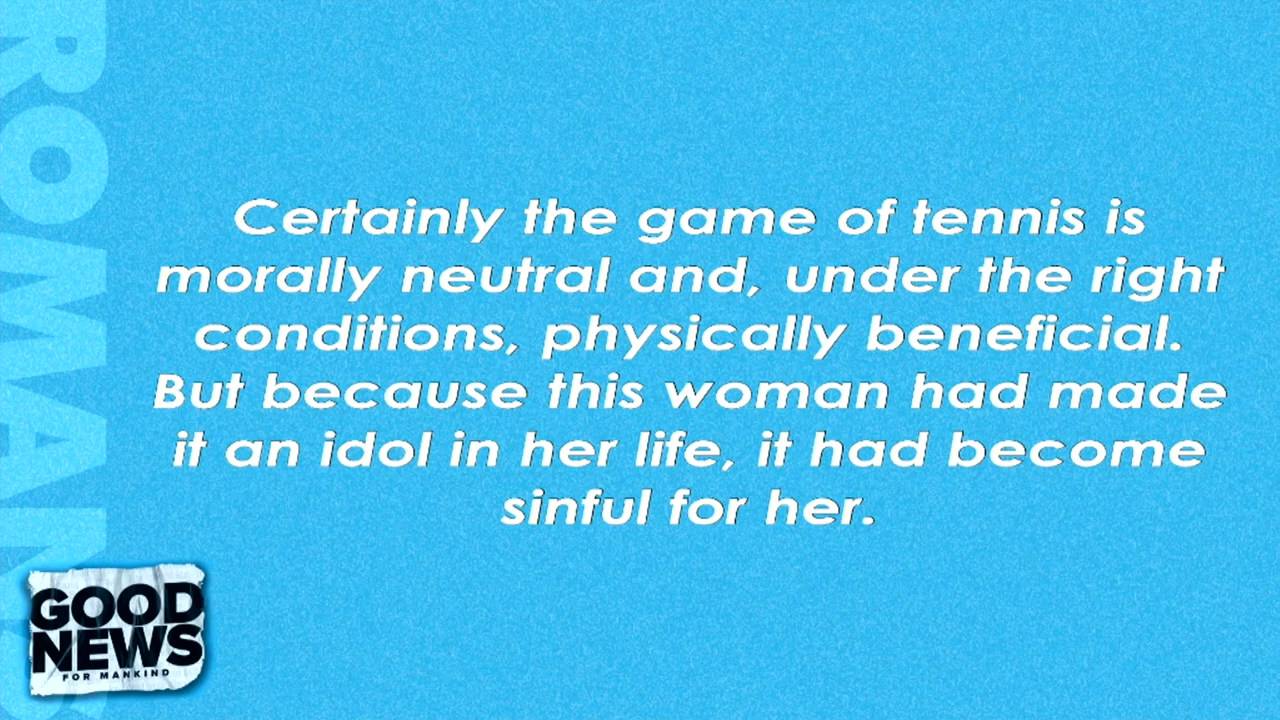 ROMANS
Certainly the game of tennis is
morally neutral and, under the right
conditions, physically beneficial.
But because this woman had made
it an idol in her life, it had become
sinful for her.
GOOD
NEWS
FOR MANKIND